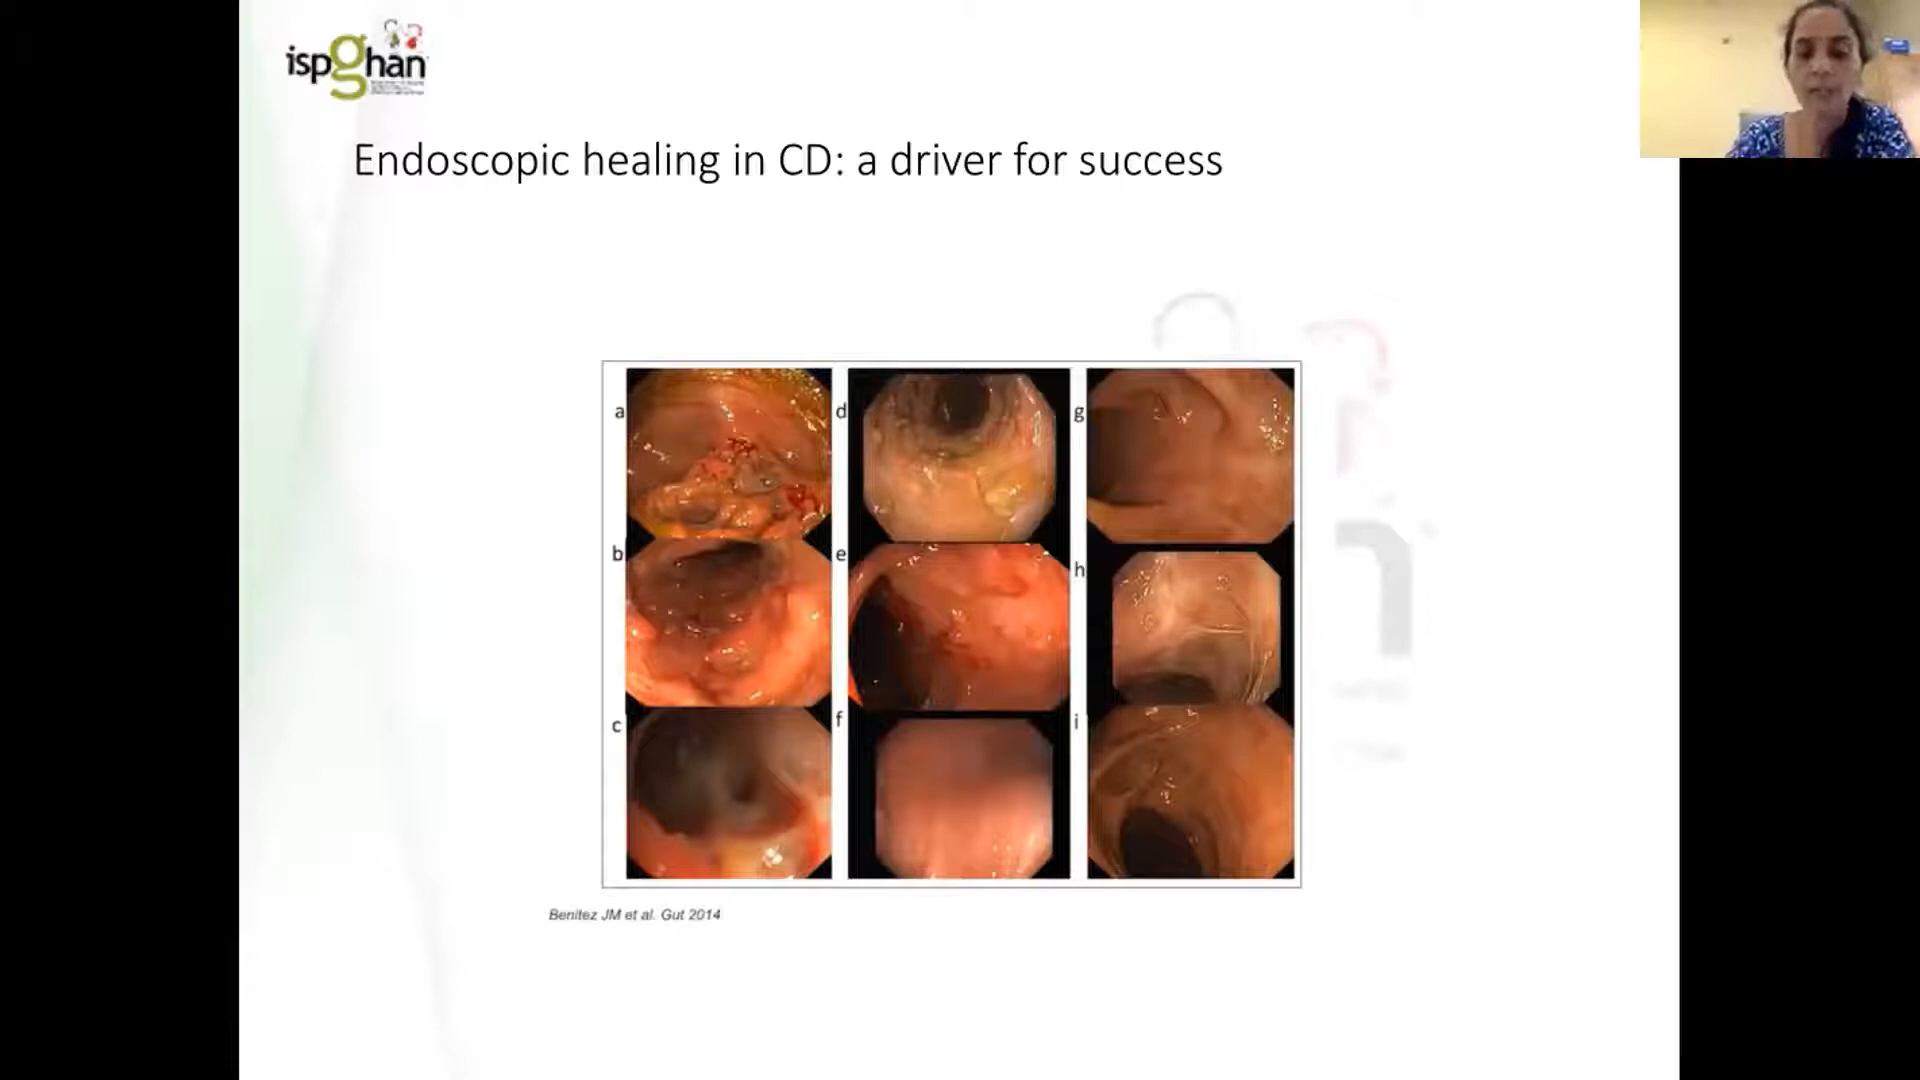 ispghan
Endoscopic healing in CD: a driver for success
a
d
g
b
e
h
c
f
i
Benitez JM et al. Gut 2014